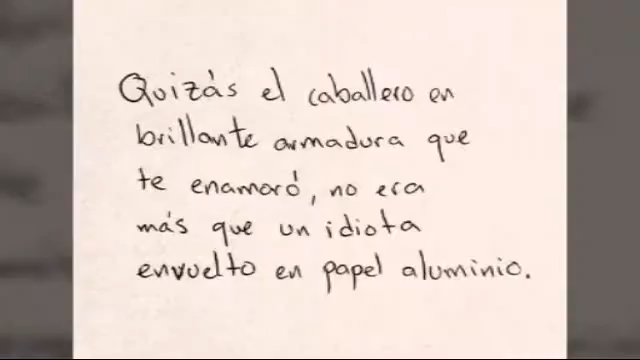 Quizás el caballero en
brillante armadura que
te enamoró, no era
más que un idiota
envuelto en papel aluminio.